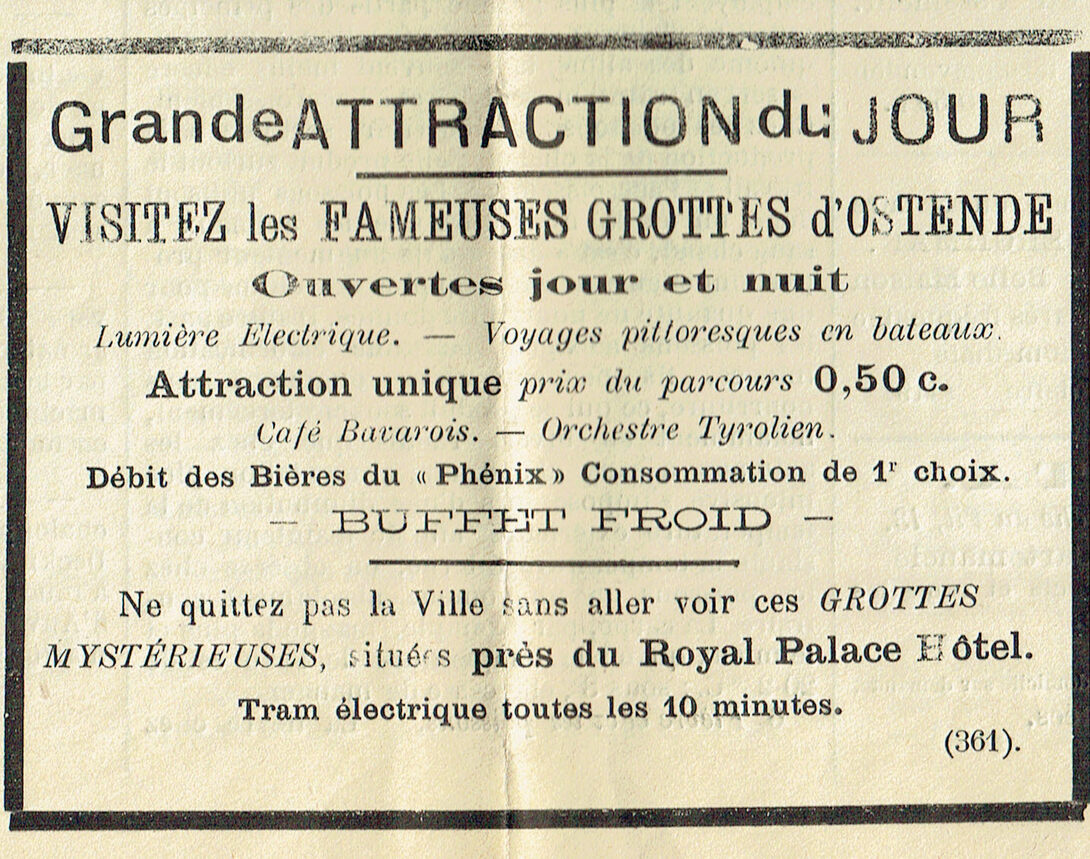 Grande ATTRACTION du JOUR
VISITEZ les FAMEUSES GROTTES d'OSTENDE
Ouvertes jour et nuit
Lumière Electrique. — Voyages pittoresques en bateaux.
Attraction unique prix du parcours 0,50 c.
Café Bavarois. — Orchestre Tyrolien.
Débit des Bières du « Phénix » Consommation de 1r choix.
— BUFFET FROID —
Ne quittez pas la Ville sans aller voir ces GROTTES
MYSTÉRIEUSES, situées près du Royal Palace Hôtel.
Tram électrique toutes les 10 minutes.
(361).